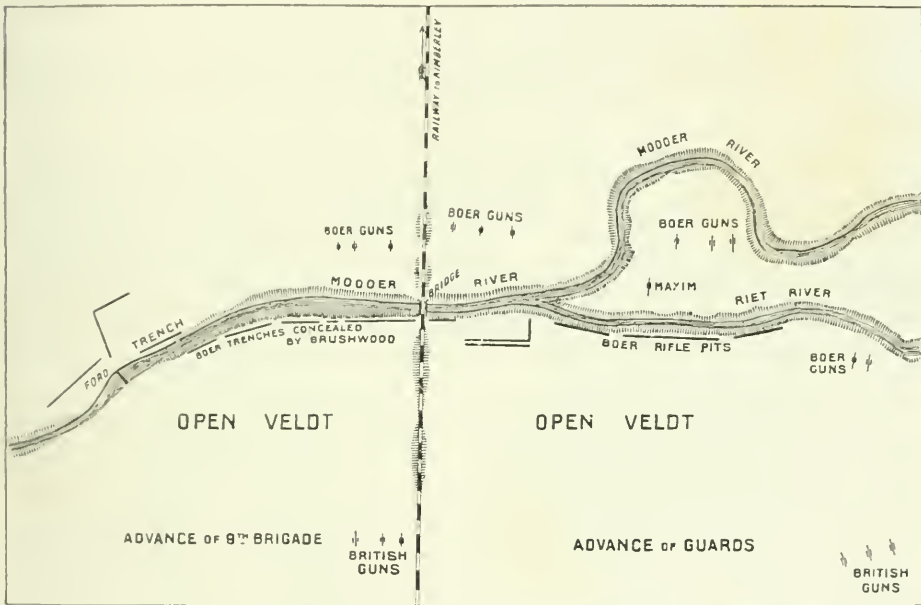 RAILWAY TO KIMBERLEY
MODDER
RIVER
BOER GUNS
BOER GUNS
BOER GUNS
MODDER
BRIDGE
RIVER
MAXIM
RIET RIVER
TRENCH
BOER TRENCHES CONCEALED
BY BRUSHWOOD
BOER RIFLE PITS
FORD
BOER
GUNS
OPEN VELDT
OPEN VELDT
ADVANCE OF 9TH BRIGADE
BRITISH
GUNS
ADVANCE OF GUARDS
BRITISH
GUNS